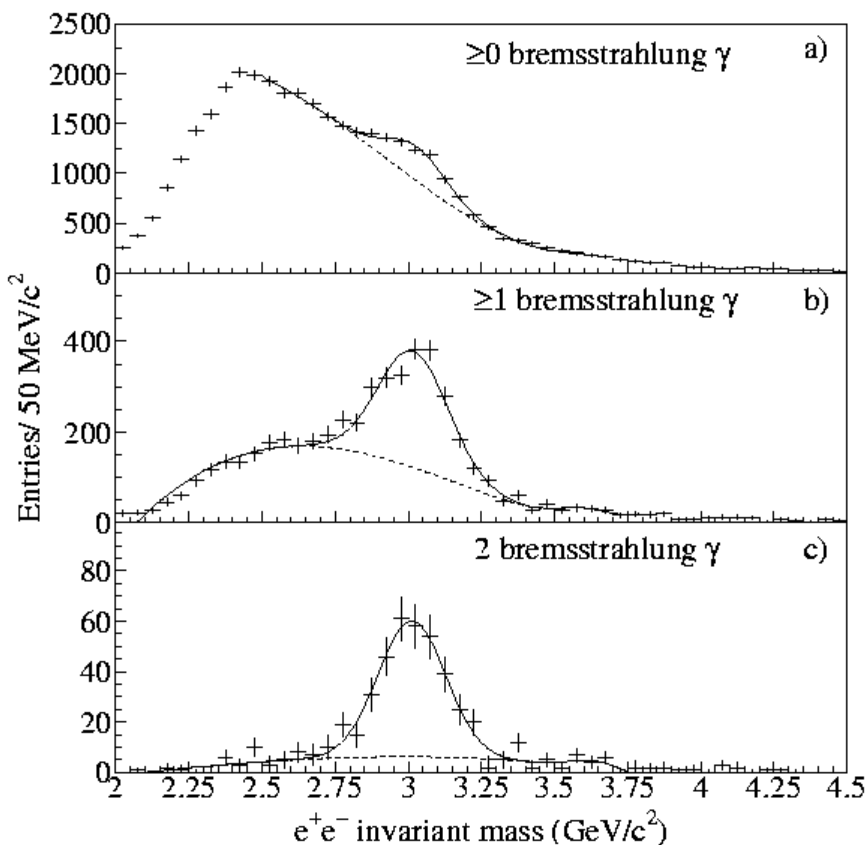 2500
≥0 bremsstrahlung γ a)
2000
1500
1000
500
0
≥1 bremsstrahlung γ b)
400
200
0
2 bremsstrahlung γ c)
80
60
40
20
0
2 2.25 2.5 2.75 3 3.25 3.5 3.75 4 4.25 4.5
e⁺e⁻ invariant mass (GeV/c²)
Entries/ 50 MeV/c²